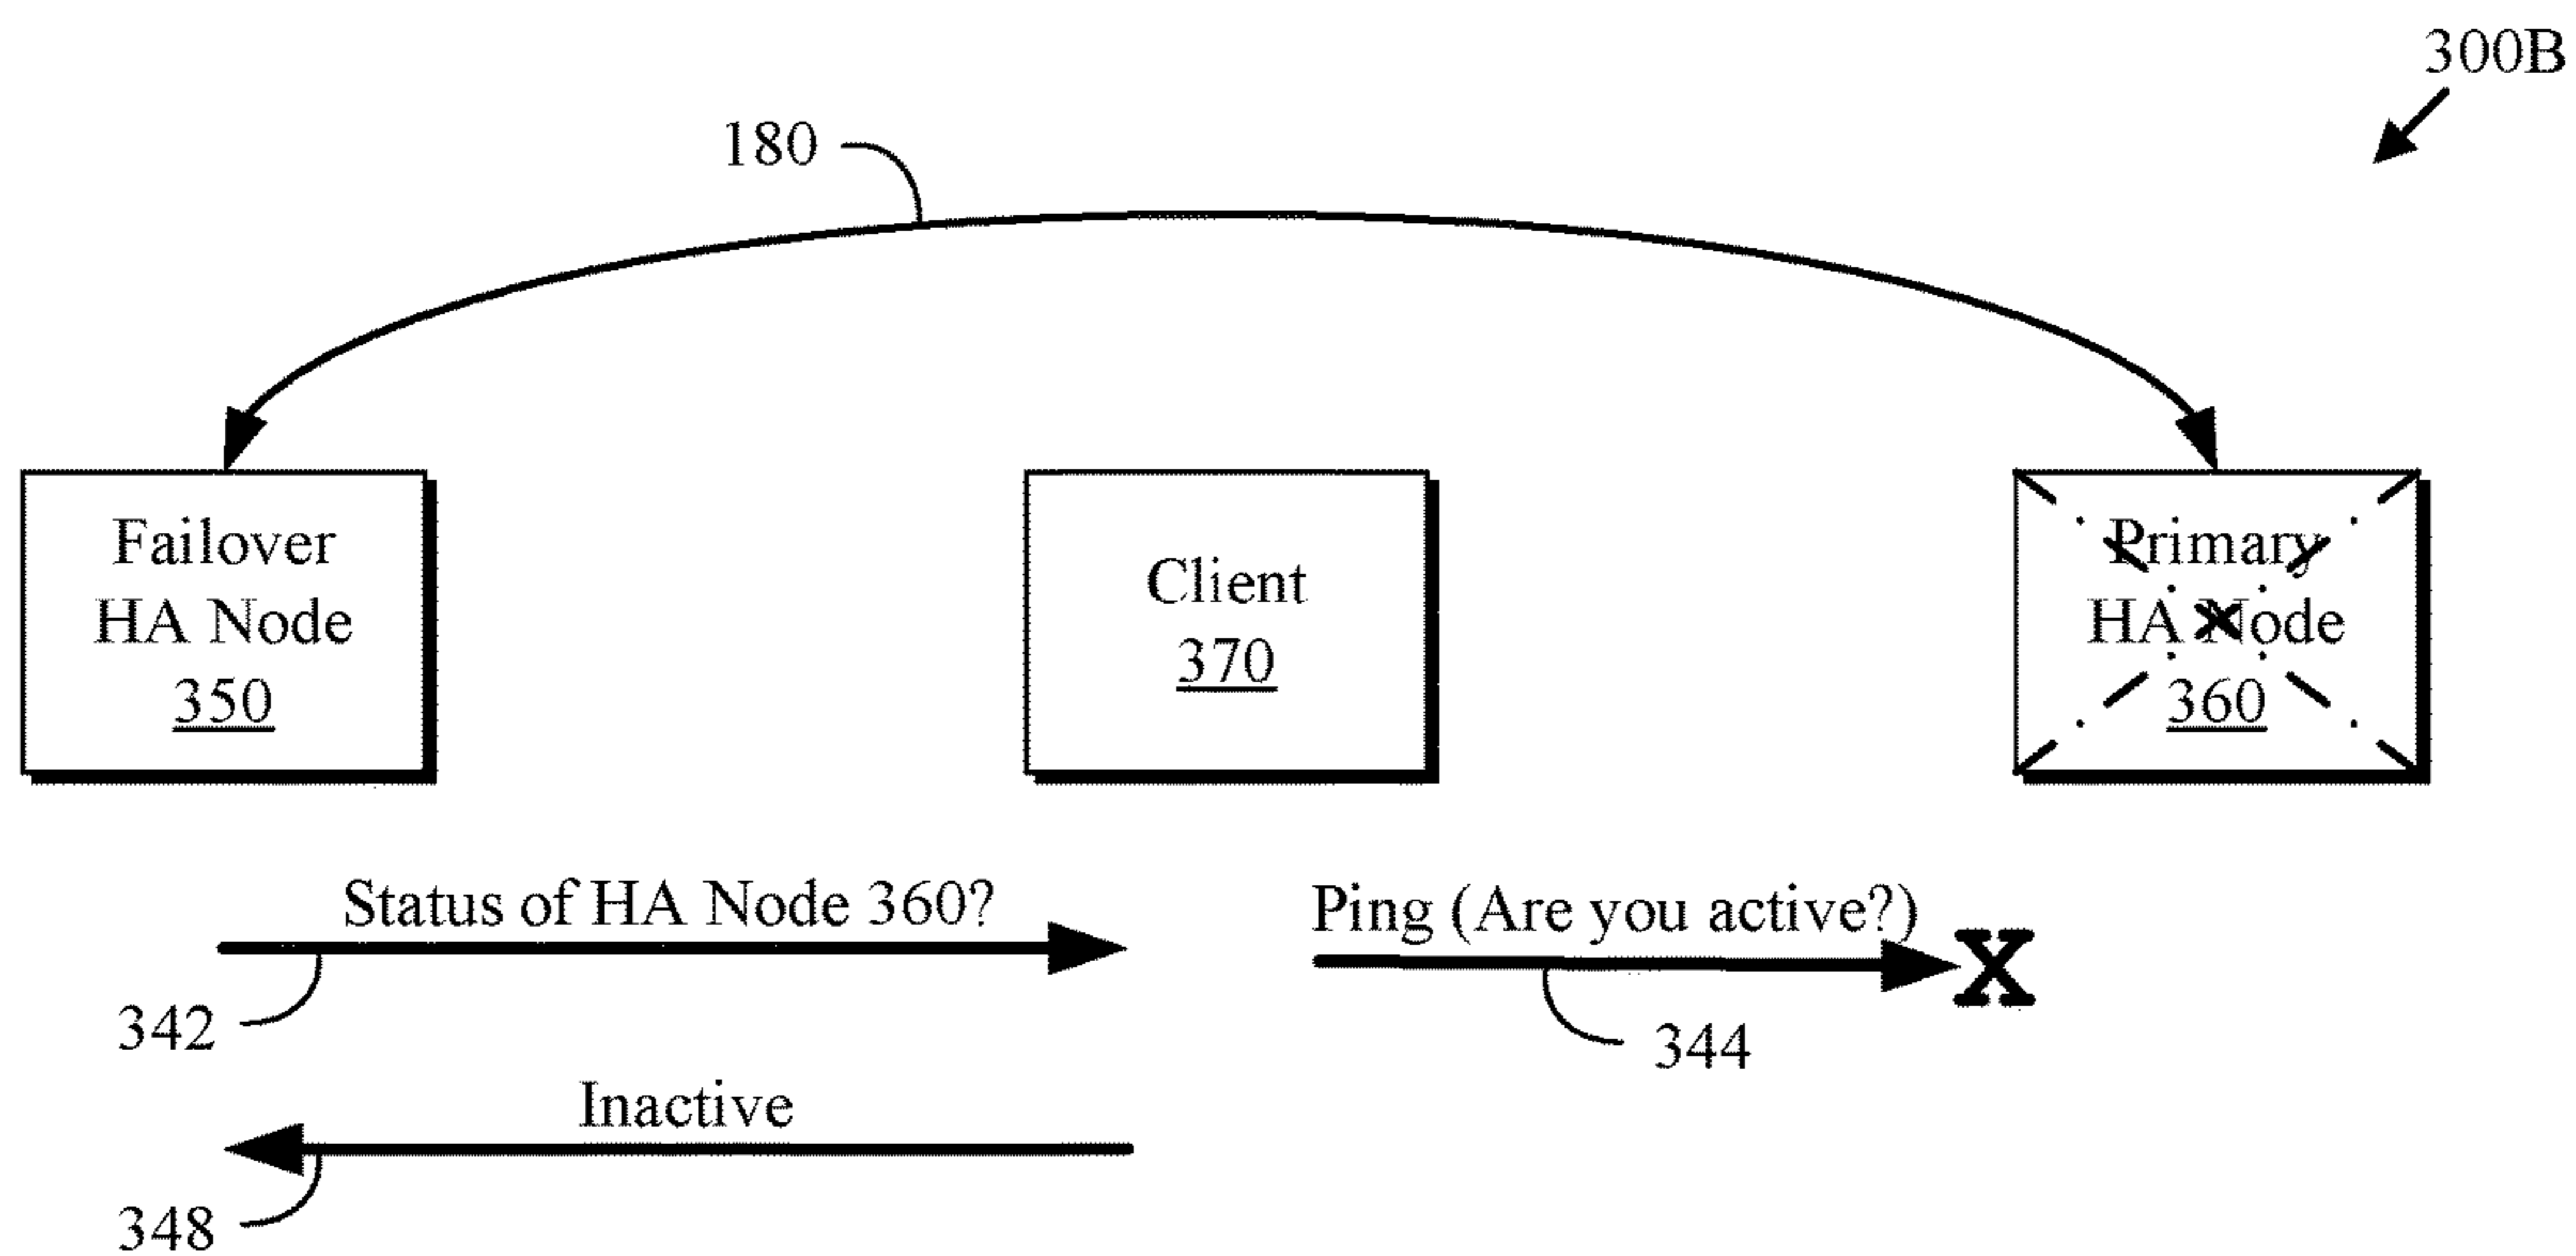 300B
180
Failover
HA Node
350
Client
370
Primary
HA Node
360
Status of HA Node 360?
Ping (Are you active?)
X
342
344
Inactive
348